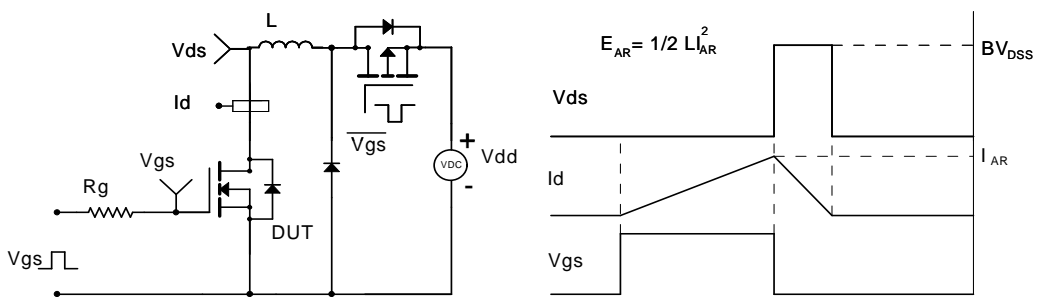 L
Vds
Id
Vgs
Vgs
Rg
DUT
Vgs
VDC
+
-
Vdd
E_AR = 1/2 LI_AR^2
BV_DSS
Vds
I_AR
Id
Vgs